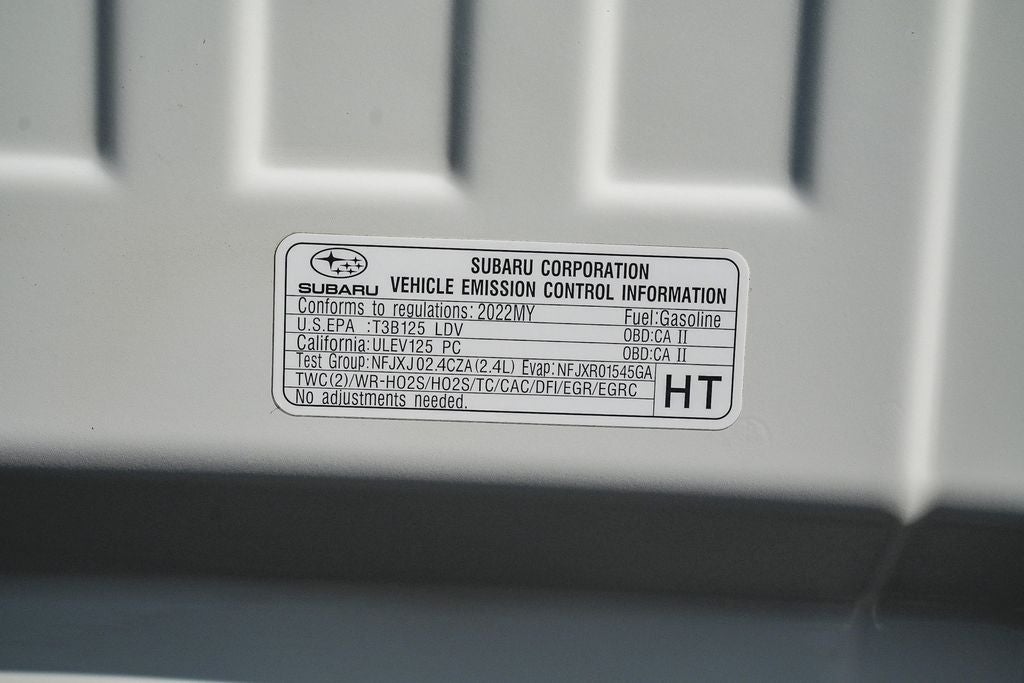 SUBARU CORPORATION
SUBARU VEHICLE EMISSION CONTROL INFORMATION
Conforms to regulations: 2022MY Fuel:Gasoline
U.S.EPA :T3B125 LDV OBD:CA II
California:ULEV125 PC OBD:CA II
Test Group:NFJXJ02.4CZA(2.4L) Evap:NFJXR01545GA
TWC(2)/WR-HO2S/HO2S/TC/CAC/DFI/EGR/EGRC HT
No adjustments needed.